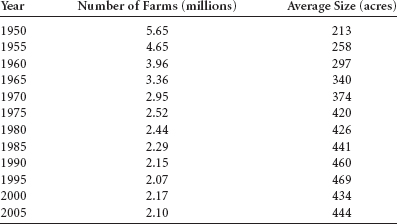 Year Number of Farms (millions) Average Size (acres)
1950 5.65 213
1955 4.65 258
1960 3.96 297
1965 3.36 340
1970 2.95 374
1975 2.52 420
1980 2.44 426
1985 2.29 441
1990 2.15 460
1995 2.07 469
2000 2.17 434
2005 2.10 444